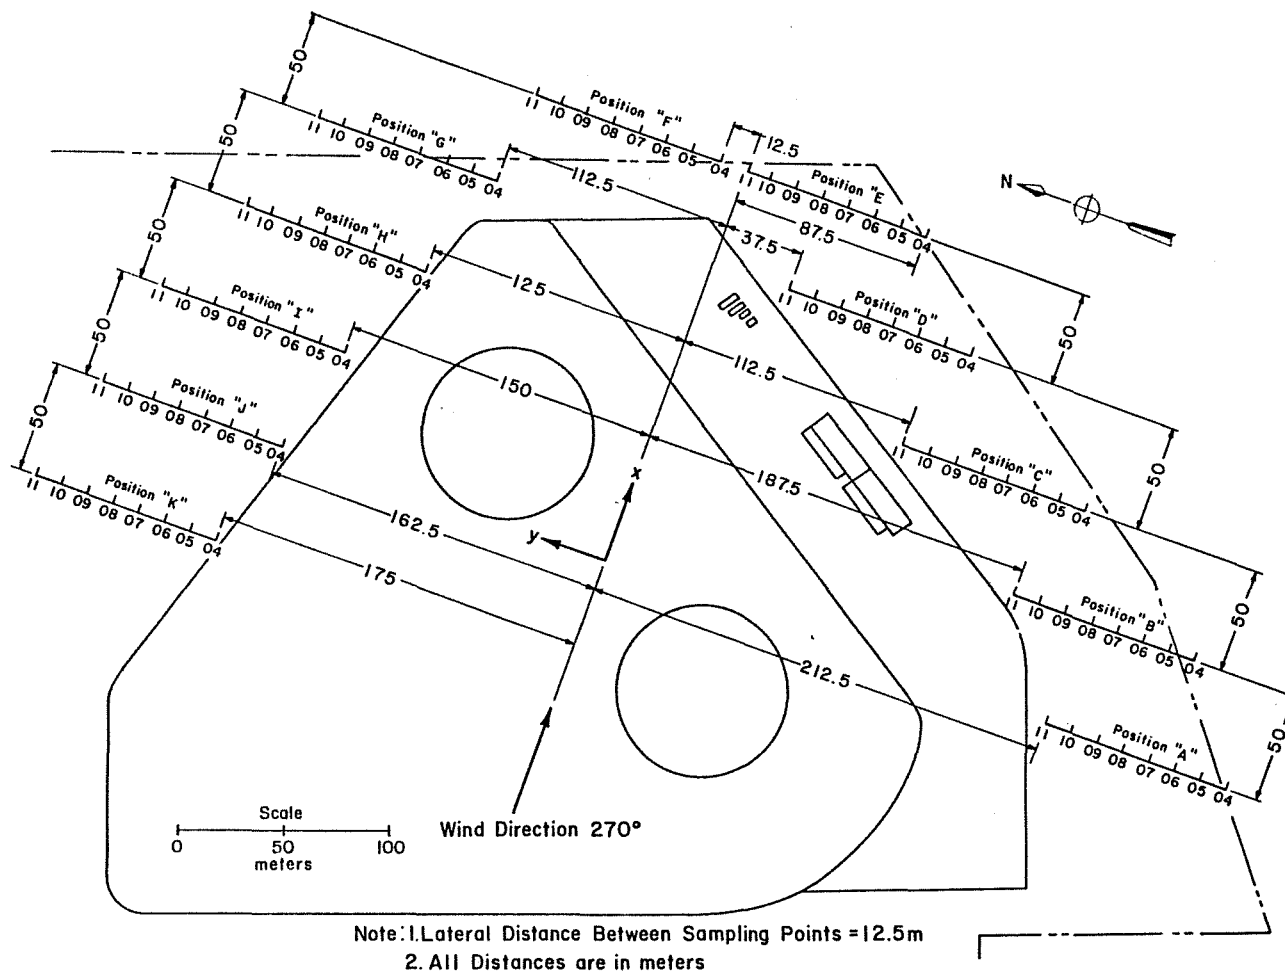 50
Position "F"
11 10 09 08 07 06 05 04
12.5
50
Position "G"
11 10 09 08 07 06 05 04
112.5
Position "E"
11 10 09 08 07 06 05 04
N
87.5
37.5
50
Position "H"
11 10 09 08 07 06 05 04
125
Position "D"
11 10 09 08 07 06 05 04
50
50
Position "I"
11 10 09 08 07 06 05 04
150
112.5
50
Position "J"
11 10 09 08 07 06 05 04
187.5
Position "C"
11 10 09 08 07 06 05 04
50
50
Position "K"
11 10 09 08 07 06 05 04
x
y
162.5
175
Position "B"
11 10 09 08 07 06 05 04
50
212.5
Position "A"
11 10 09 08 07 06 05 04
50
Scale
0 50 100
meters
Wind Direction 270°
Note: 1. Lateral Distance Between Sampling Points = 12.5m
2. All Distances are in meters